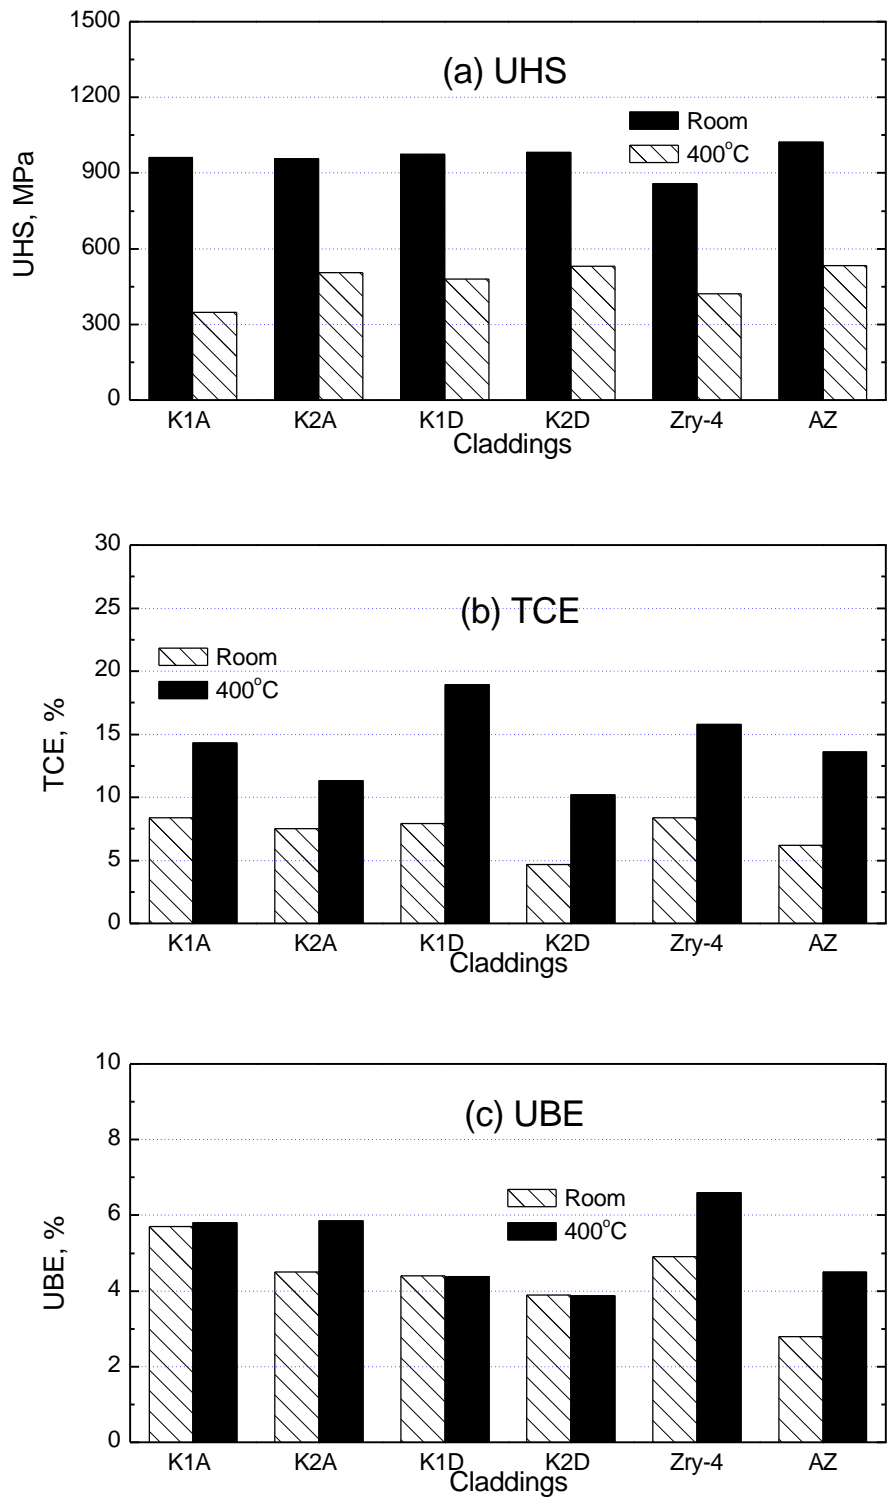 (a) UHS
UHS, MPa
1500
1200
900
600
300
0
Room
400°C
K1A K2A K1D K2D Zry-4 AZ
Claddings
(b) TCE
TCE, %
30
25
20
15
10
5
0
Room
400°C
K1A K2A K1D K2D Zry-4 AZ
Claddings
(c) UBE
UBE, %
10
8
6
4
2
0
Room
400°C
K1A K2A K1D K2D Zry-4 AZ
Claddings